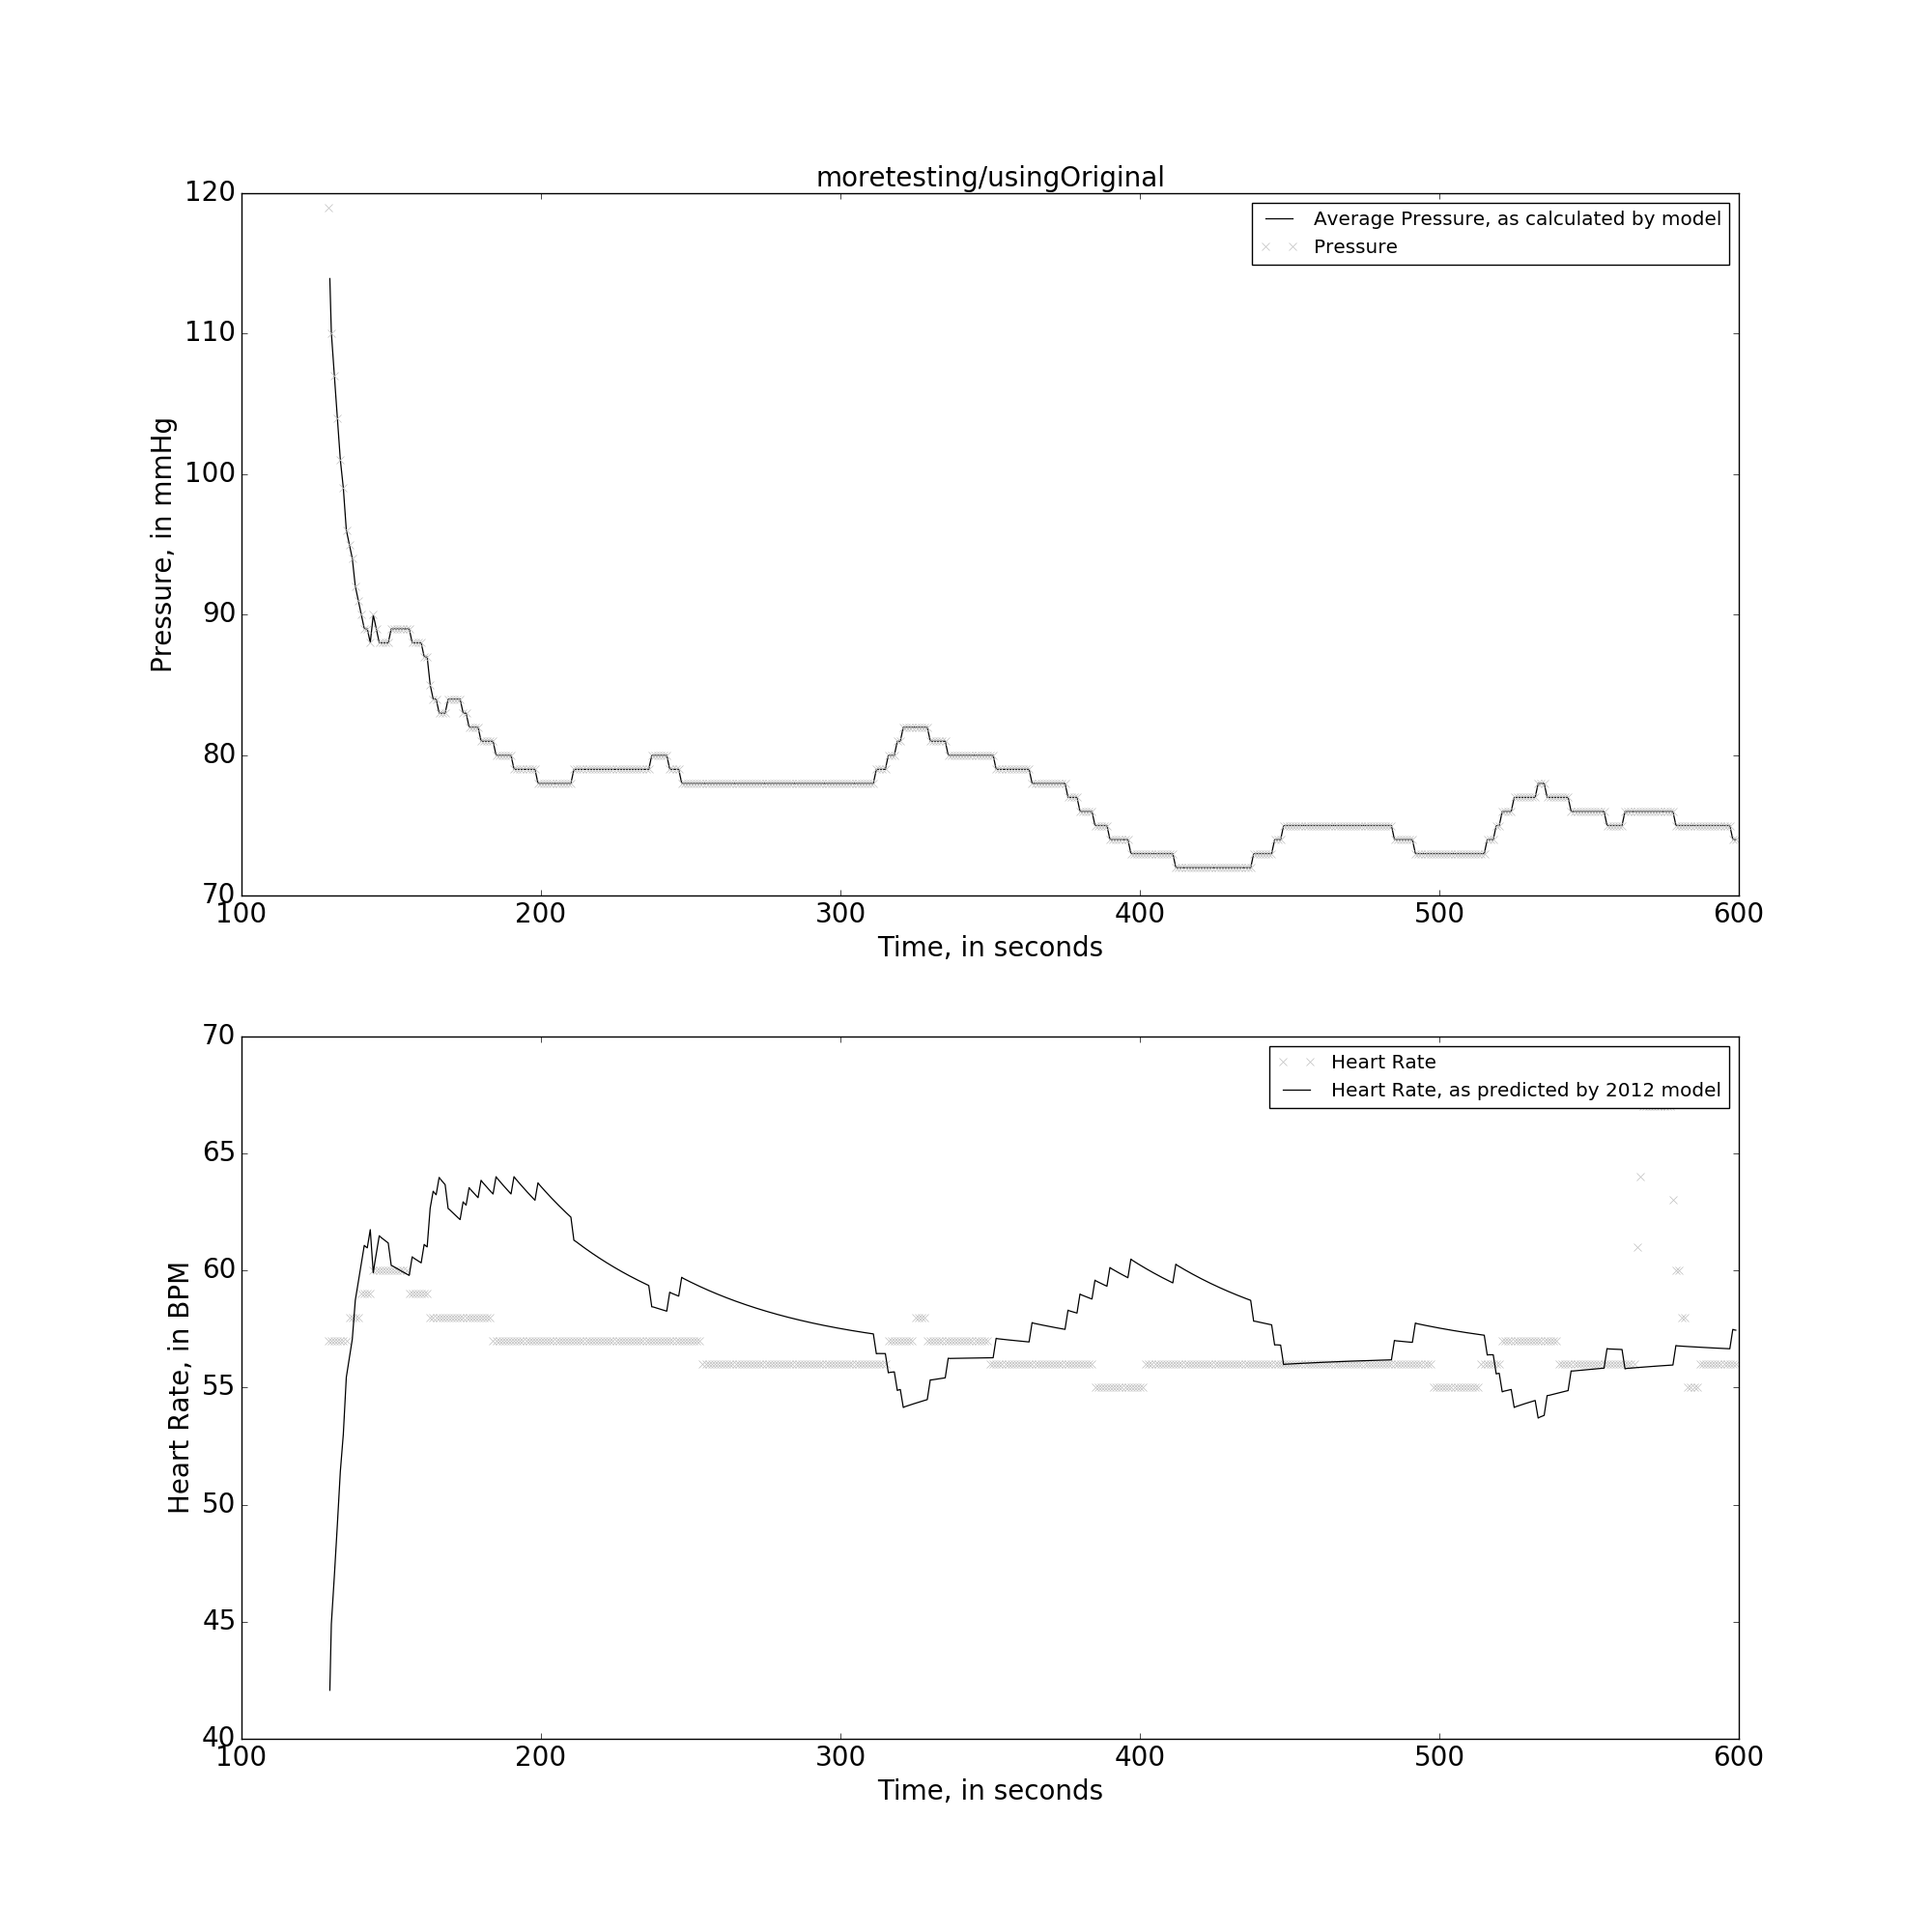 moretesting/usingOriginal
120
110
100
90
80
70
Pressure, in mmHg
Average Pressure, as calculated by model
Pressure
100 200 300 400 500 600
Time, in seconds
70
65
60
55
50
45
40
Heart Rate, in BPM
Heart Rate
Heart Rate, as predicted by 2012 model
100 200 300 400 500 600
Time, in seconds